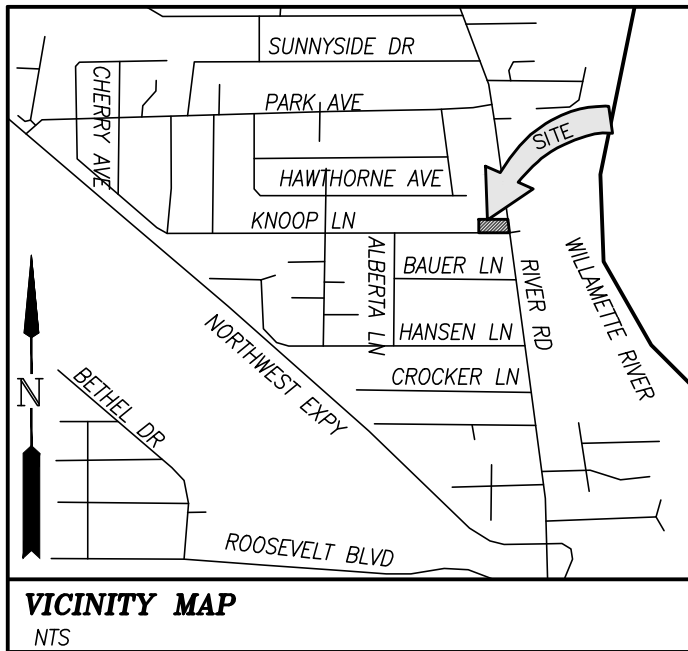 SUNNYSIDE DR
CHERRY AVE
PARK AVE
SITE
HAWTHORNE AVE
KNOOP LN
ALBERTA LN
BAUER LN
RIVER RD
WILLAMETTE RIVER
HANSEN LN
NORTHWEST EXPY
CROCKER LN
N
BETHEL DR
ROOSEVELT BLVD
VICINITY MAP
NTS